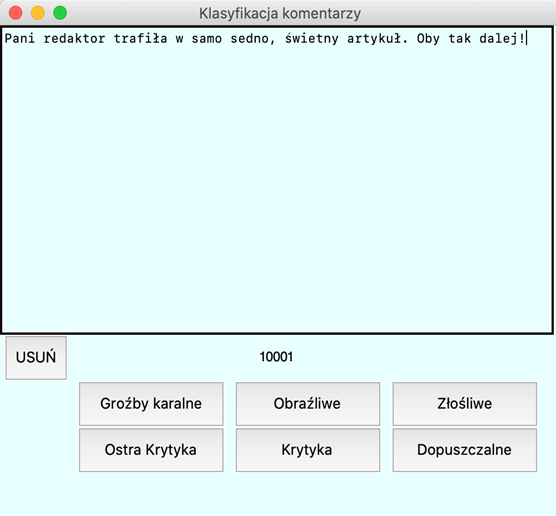 Klasyfikacja komentarzy
Pani redaktor trafiła w samo sedno, świetny artykuł. Oby tak dalej!
USUŃ
10001
Groźby karalne
Obraźliwe
Złośliwe
Ostra Krytyka
Krytyka
Dopuszczalne